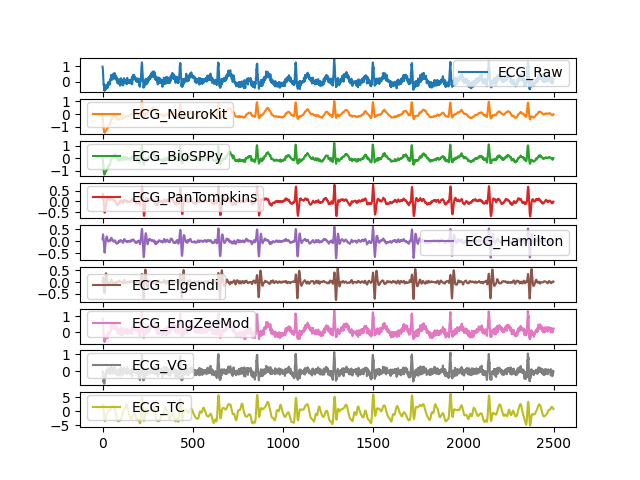 1
0
ECG_Raw
1
0
−1
ECG_NeuroKit
1
0
−1
ECG_BioSPPy
0.5
0.0
−0.5
ECG_PanTompkins
0.5
0.0
−0.5
ECG_Hamilton
0.5
0.0
−0.5
ECG_Elgendi
1
0
ECG_EngZeeMod
1
0
ECG_VG
5
0
−5
ECG_TC
0 500 1000 1500 2000 2500